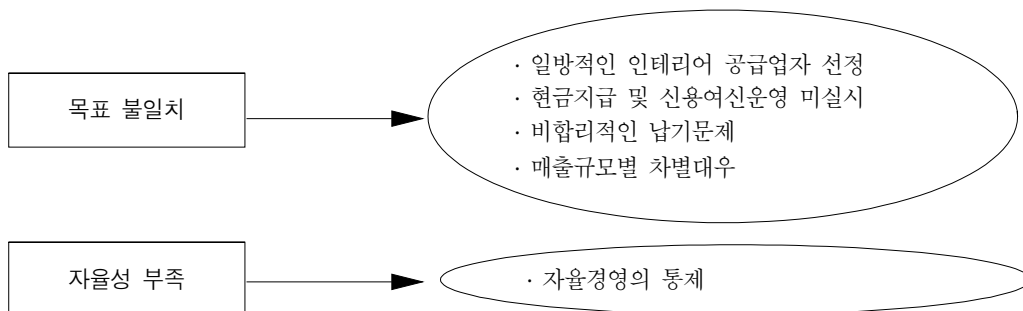 목표 불일치
· 일방적인 인테리어 공급업자 선정
· 현금지급 및 신용여신운영 미실시
· 비합리적인 납기문제
· 매출규모별 차별대우
자율성 부족
· 자율경영의 통제